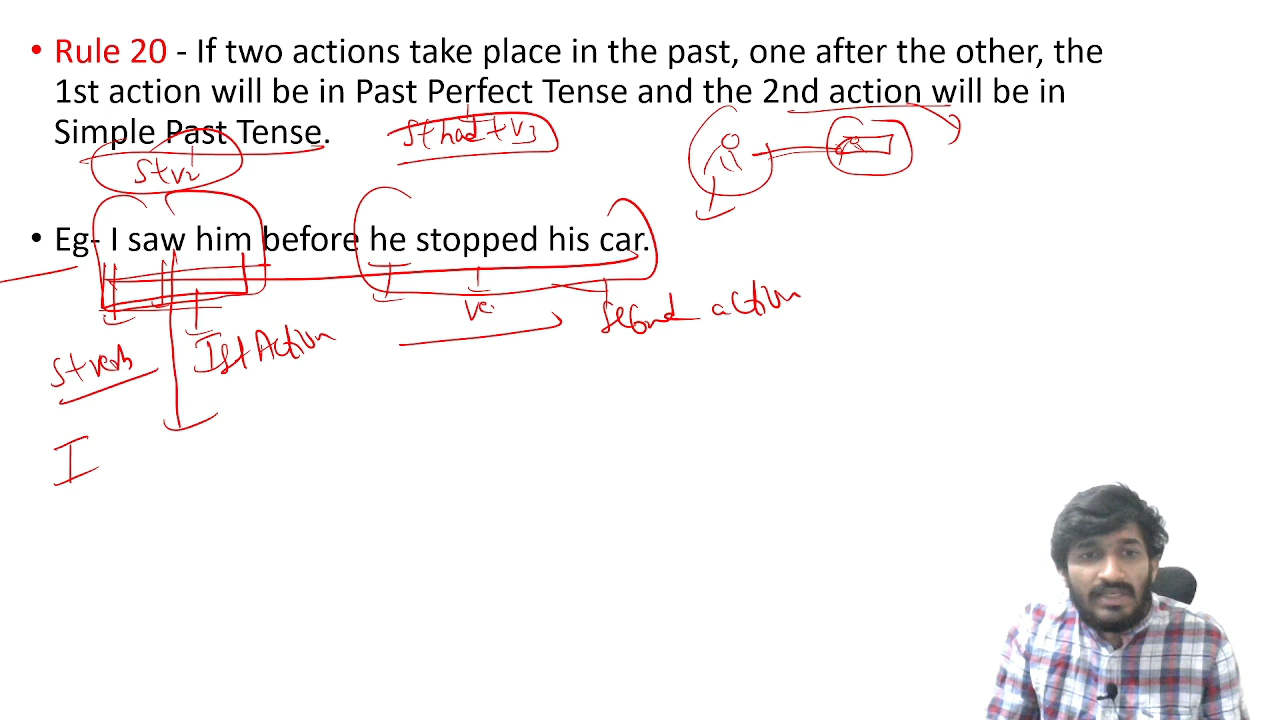 • Rule 20 - If two actions take place in the past, one after the other, the
1st action will be in Past Perfect Tense and the 2nd action will be in
Simple Past Tense.
S+had+V3
S+V2
• Eg- I saw him before he stopped his car.
Second action
Ist Action
I